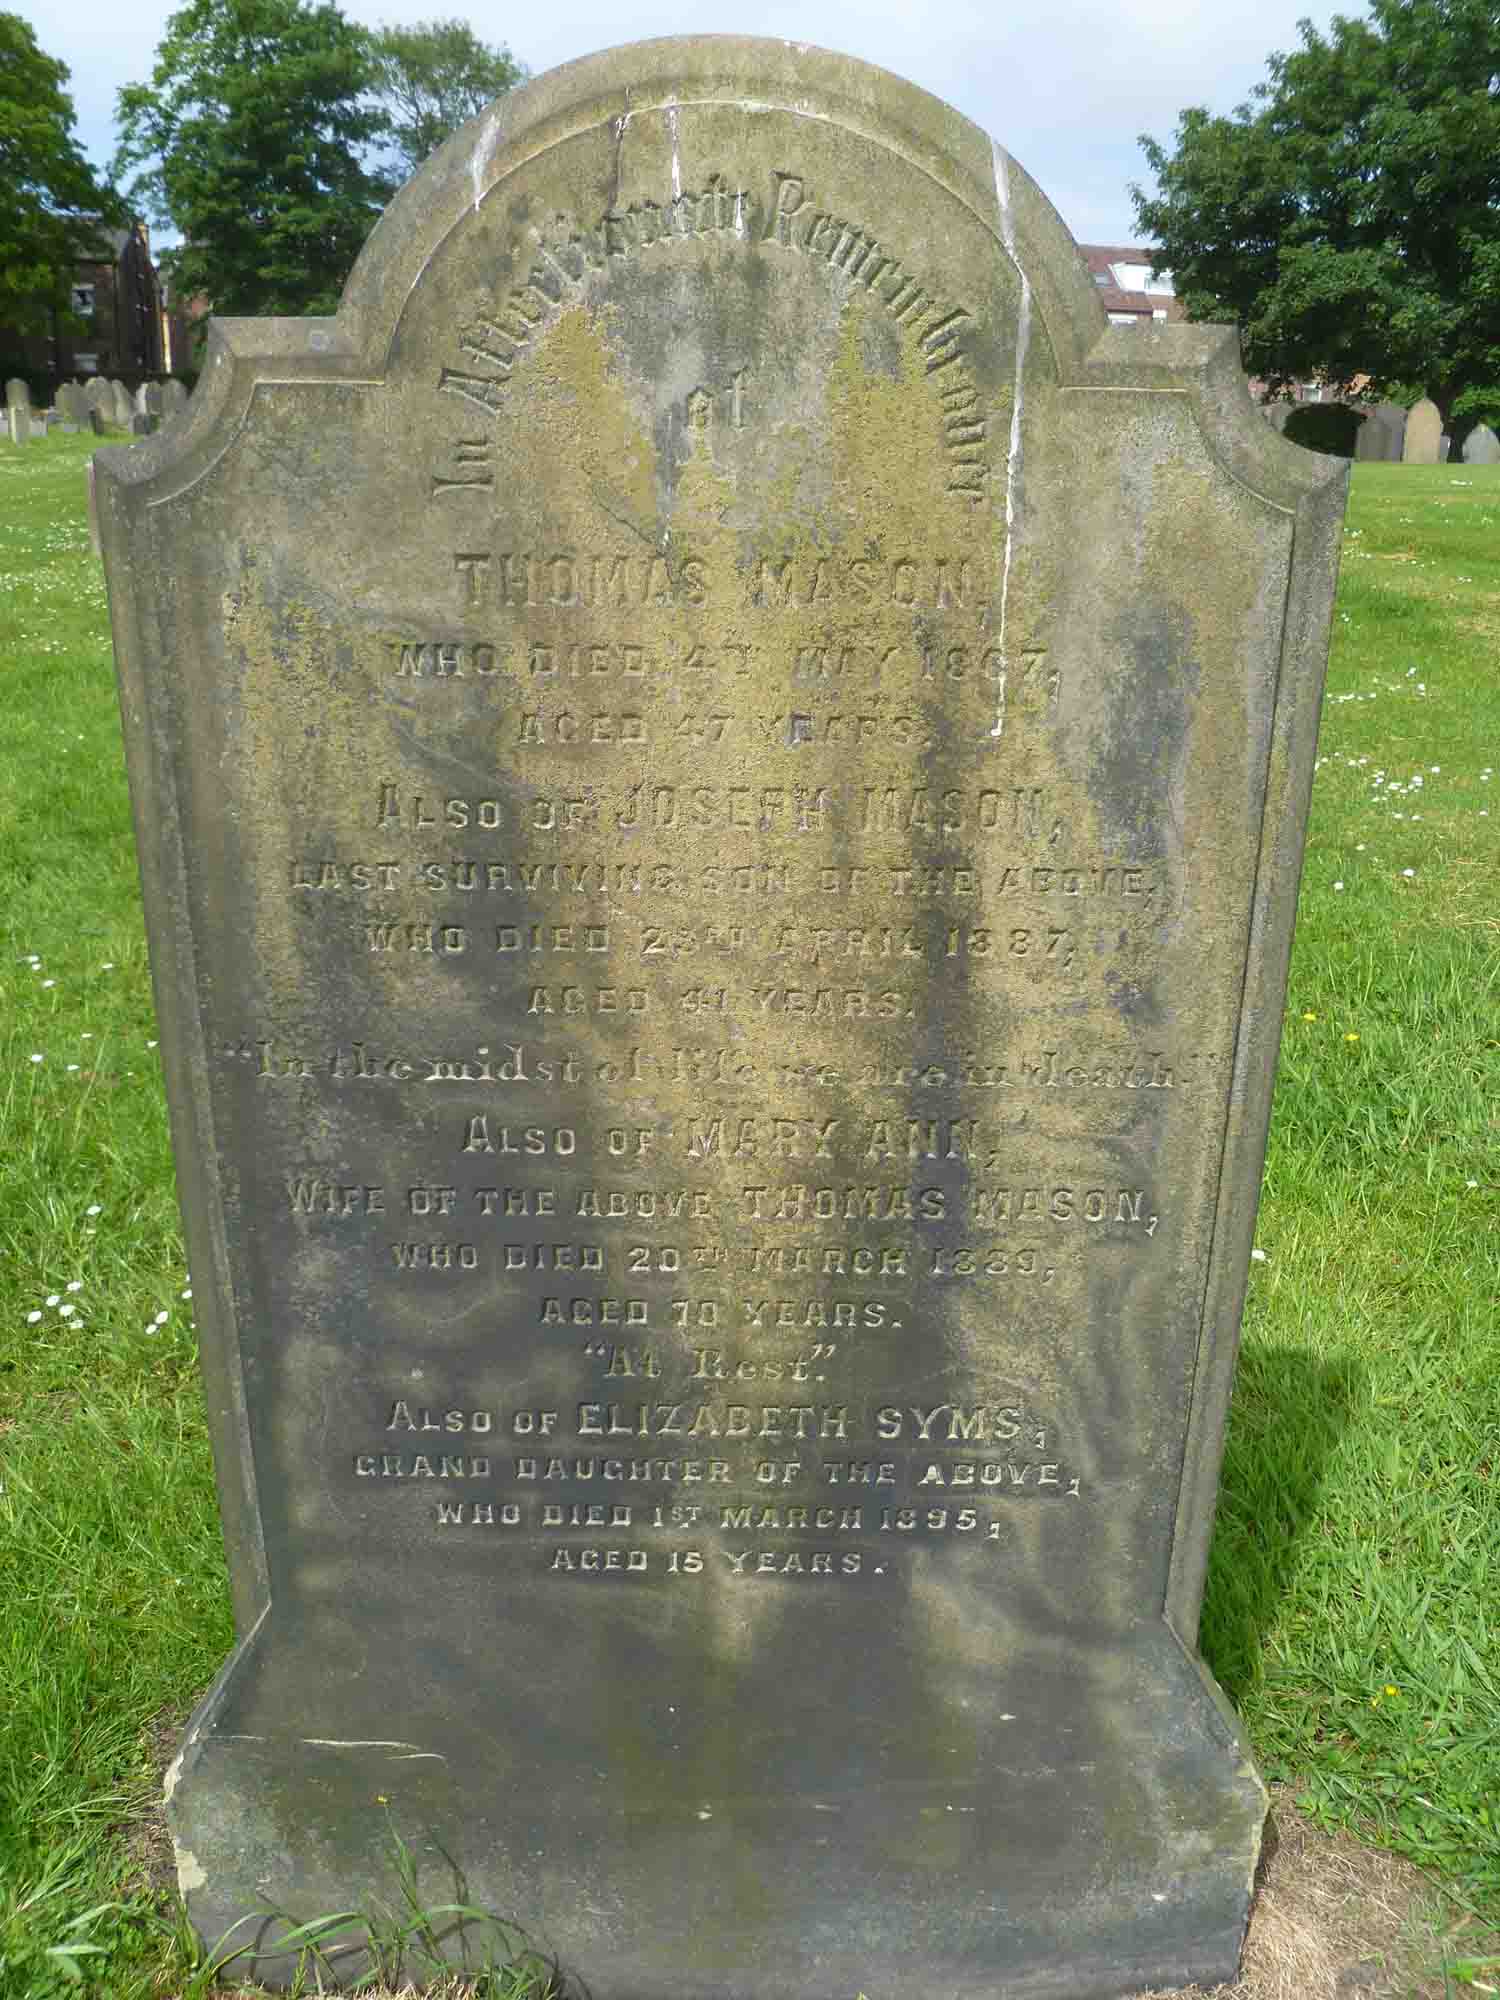 In Affectionate Remembrance
of
THOMAS MASON,
WHO DIED 4TH MAY 1867,
AGED 47 YEARS.
ALSO OF JOSEPH MASON,
LAST SURVIVING SON OF THE ABOVE,
WHO DIED APRIL 1887,
AGED 41 YEARS.
"In the midst of life we are in death."
ALSO OF MARY ANN,
WIFE OF THE ABOVE THOMAS MASON,
WHO DIED 20TH MARCH 1889,
AGED 70 YEARS.
"At Rest."
ALSO OF ELIZABETH SYMS,
GRAND DAUGHTER OF THE ABOVE,
WHO DIED 1ST MARCH 1895,
AGED 15 YEARS.